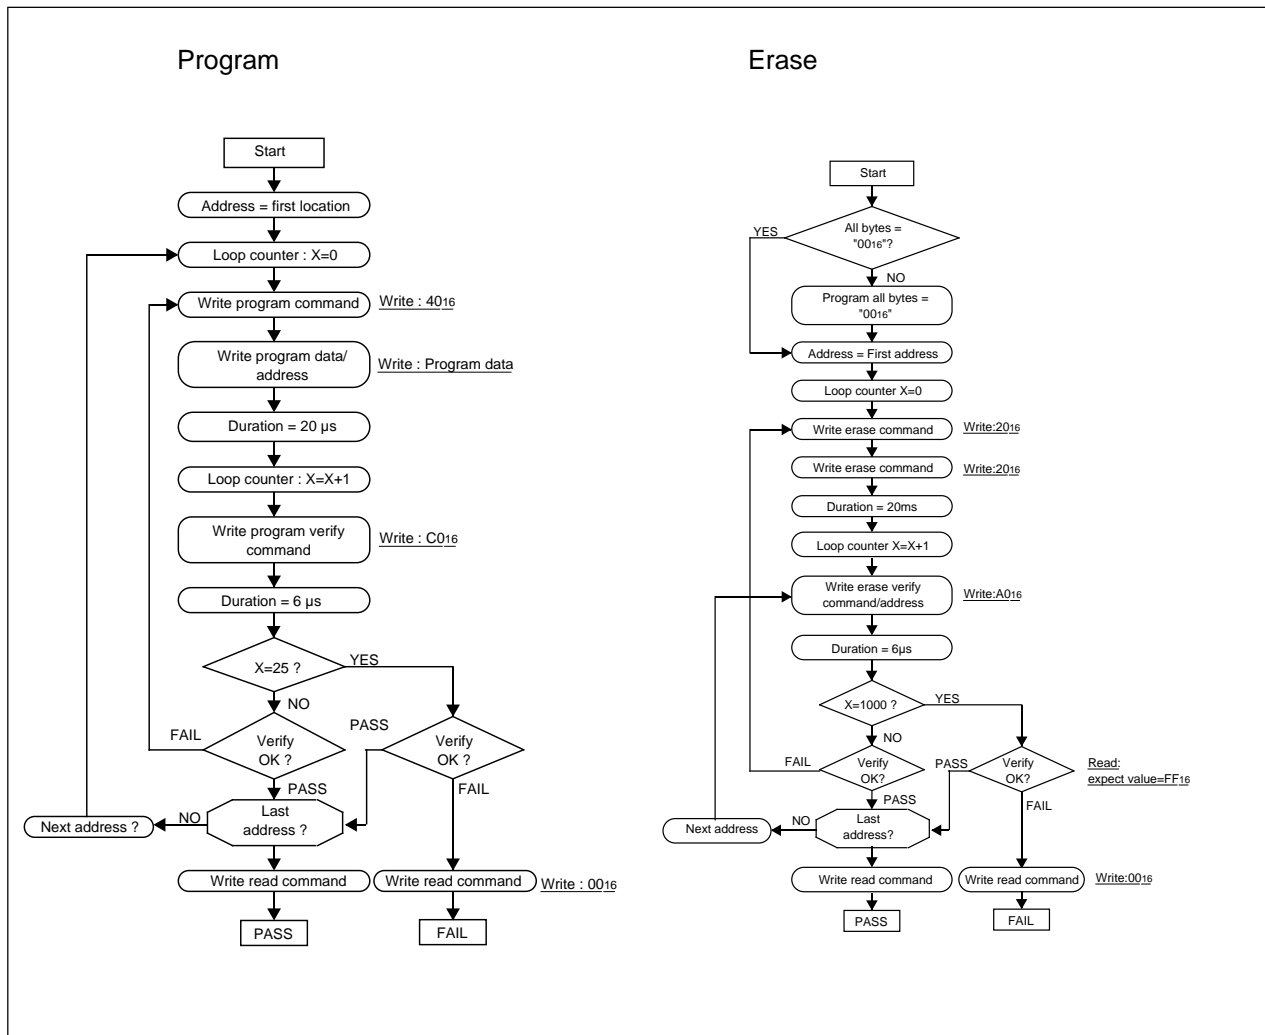 Program
Start
Address = first location
Loop counter : X=0
Write program command
Write : 4016
Write program data/
address
Write : Program data
Duration = 20 µs
Loop counter : X=X+1
Write program verify
command
Write : C016
Duration = 6 µs
X=25 ?
YES
NO
FAIL
Verify
OK ?
PASS
PASS
Verify
OK ?
FAIL
Last
address ?
NO
Next address ?
Write read command
Write read command
Write : 0016
PASS
FAIL
Erase
Start
All bytes =
"0016"?
YES
NO
Program all bytes =
"0016"
Address = First address
Loop counter X=0
Write erase command
Write:2016
Write erase command
Write:2016
Duration = 20ms
Loop counter X=X+1
Write erase verify
command/address
Write:A016
Duration = 6µs
X=1000 ?
YES
NO
FAIL
Verify
OK?
PASS
PASS
Verify
OK?
Read:
expect value=FF16
FAIL
Last
address?
NO
Next address
Write read command
Write read command
Write:0016
PASS
FAIL